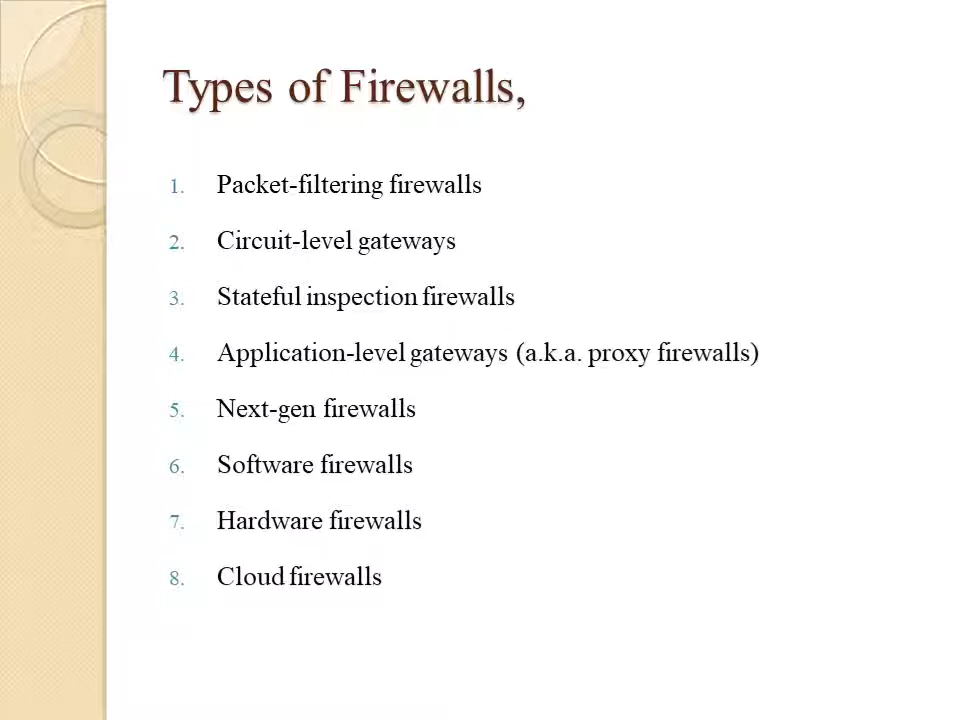 Types of Firewalls,
1. Packet-filtering firewalls
2. Circuit-level gateways
3. Stateful inspection firewalls
4. Application-level gateways (a.k.a. proxy firewalls)
5. Next-gen firewalls
6. Software firewalls
7. Hardware firewalls
8. Cloud firewalls